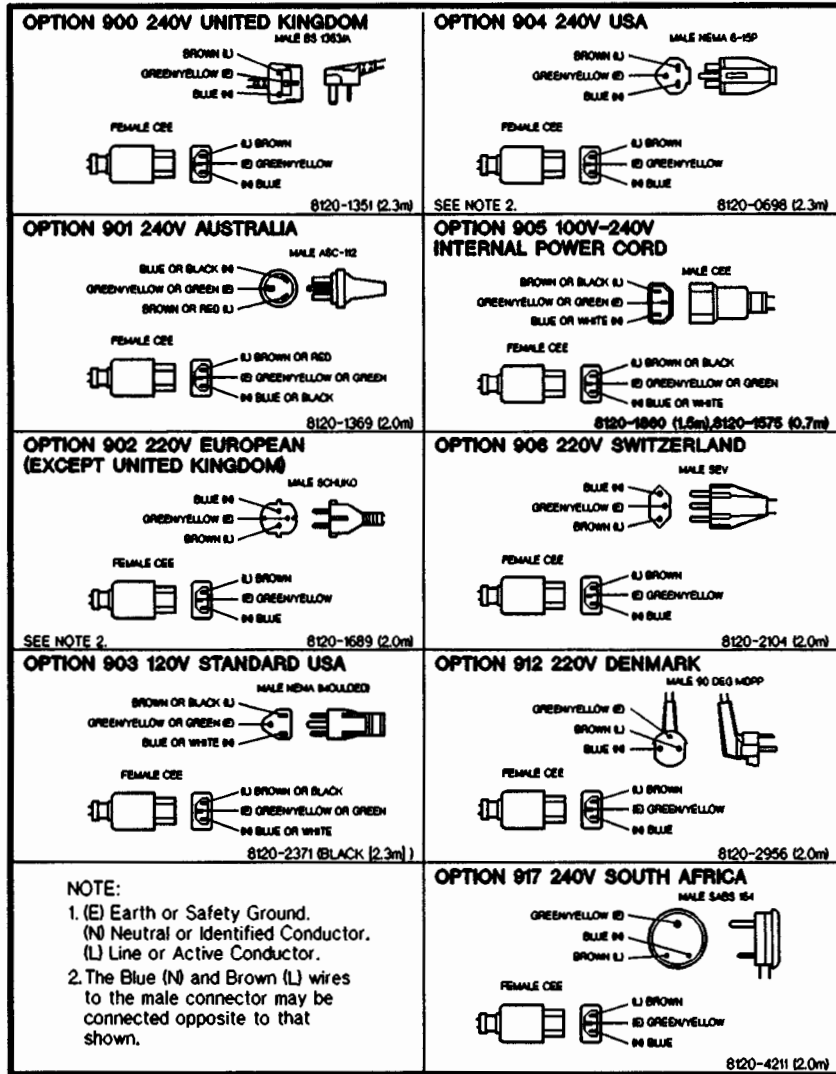 OPTION 900 240V UNITED KINGDOM
MALE BS 1363/A
BROWN (L)
GREEN/YELLOW (E)
BLUE (N)
FEMALE CEE
(L) BROWN
(E) GREEN/YELLOW
(N) BLUE
8120-1351 (2.3m)
OPTION 904 240V USA
MALE NEMA 6-15P
BROWN (L)
GREEN/YELLOW (E)
BLUE (N)
FEMALE CEE
(L) BROWN
(E) GREEN/YELLOW
(N) BLUE
SEE NOTE 2.
8120-0698 (2.3m)
OPTION 901 240V AUSTRALIA
MALE ASC-112
BLUE OR BLACK (N)
GREEN/YELLOW OR GREEN (E)
BROWN OR RED (L)
FEMALE CEE
(L) BROWN OR RED
(E) GREEN/YELLOW OR GREEN
(N) BLUE OR BLACK
8120-1369 (2.0m)
OPTION 905 100V-240V
INTERNAL POWER CORD
MALE CEE
BROWN OR BLACK (L)
GREEN/YELLOW OR GREEN (E)
BLUE OR WHITE (N)
FEMALE CEE
(L) BROWN OR BLACK
(E) GREEN/YELLOW OR GREEN
(N) BLUE OR WHITE
8120-1860 (1.5m),8120-1575 (0.7m)
OPTION 902 220V EUROPEAN
(EXCEPT UNITED KINGDOM)
MALE SCHUKO
BLUE (N)
GREEN/YELLOW (E)
BROWN (L)
FEMALE CEE
(L) BROWN
(E) GREEN/YELLOW
(N) BLUE
SEE NOTE 2.
8120-1689 (2.0m)
OPTION 906 220V SWITZERLAND
MALE SEV
BLUE (N)
GREEN/YELLOW (E)
BROWN (L)
FEMALE CEE
(L) BROWN
(E) GREEN/YELLOW
(N) BLUE
8120-2104 (2.0m)
OPTION 903 120V STANDARD USA
MALE NEMA (MOULDED)
BROWN OR BLACK (L)
GREEN/YELLOW OR GREEN (E)
BLUE OR WHITE (N)
FEMALE CEE
(L) BROWN OR BLACK
(E) GREEN/YELLOW OR GREEN
(N) BLUE OR WHITE
8120-2371 (BLACK [2.3m] )
OPTION 912 220V DENMARK
MALE 90 DEG MDPP
GREEN/YELLOW (E)
BROWN (L)
BLUE (N)
FEMALE CEE
(L) BROWN
(E) GREEN/YELLOW
(N) BLUE
8120-2956 (2.0m)
NOTE:
1. (E) Earth or Safety Ground.
(N) Neutral or Identified Conductor.
(L) Line or Active Conductor.
2. The Blue (N) and Brown (L) wires
to the male connector may be
connected opposite to that
shown.
OPTION 917 240V SOUTH AFRICA
MALE SABS 164
GREEN/YELLOW (E)
BLUE (N)
BROWN (L)
FEMALE CEE
(L) BROWN
(E) GREEN/YELLOW
(N) BLUE
8120-4211 (2.0m)